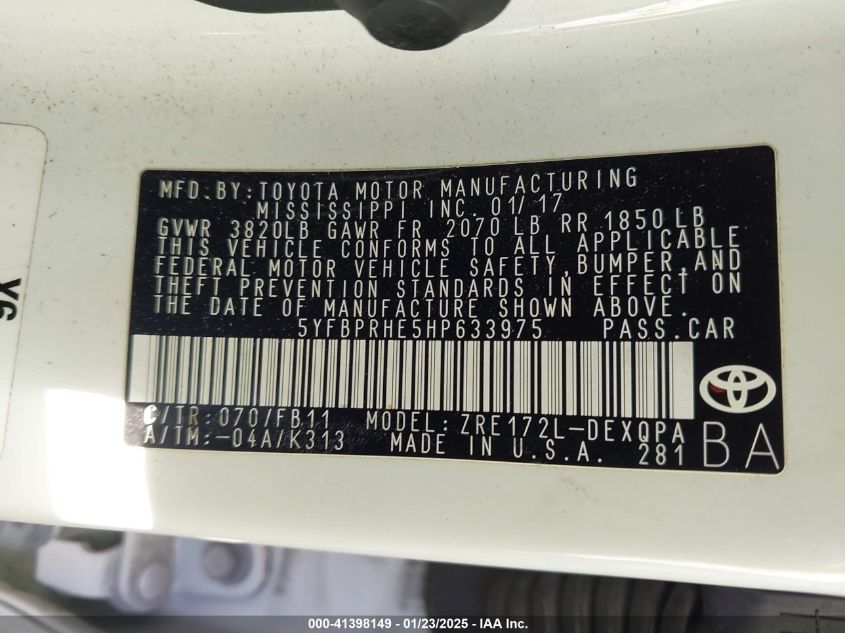 MFD.BY:TOYOTA MOTOR MANUFACTURING
MISSISSIPPI INC. 01/17
GVWR 3820LB GAWR FR 2070 LB RR 1850LB
THIS VEHICLE CONFORMS TO ALL APPLICABLE
FEDERAL MOTOR VEHICLE SAFETY,BUMPER,AND
THEFT PREVENTION STANDARDS IN EFFECT ON
THE DATE OF MANUFACTURE SHOWN ABOVE.
5YFBPRHE5HP633975 PASS.CAR
C/TR:070/FB11 MODEL:ZRE172L-DEXQPA
A/TM:-04A/K313 MADE IN U.S.A. 281 BA
000-41398149 - 01/23/2025 - IAA Inc.